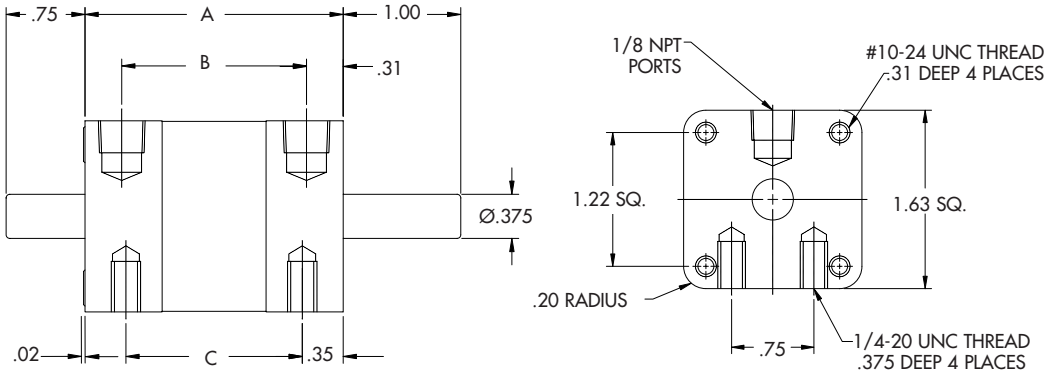 .75
A
1.00
B
.31
Ø.375
.02
C
.35
1/8 NPT
PORTS
#10-24 UNC THREAD
.31 DEEP 4 PLACES
1.22 SQ.
1.63 SQ.
.20 RADIUS
.75
1/4-20 UNC THREAD
.375 DEEP 4 PLACES